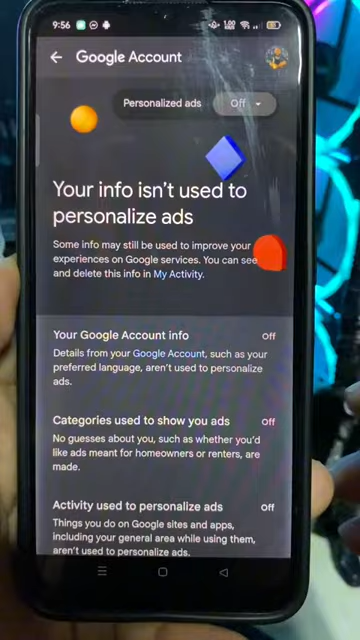 9:56
1.00
Google Account
Personalized ads Off
Your info isn't used to
personalize ads
Some info may still be used to improve your
experiences on Google services. You can see
and delete this info in My Activity.
Your Google Account info Off
Details from your Google Account, such as your
preferred language, aren't used to personalize
ads.
Categories used to show you ads Off
No guesses about you, such as whether you'd
like ads meant for homeowners or renters, are
made.
Activity used to personalize ads Off
Things you do on Google sites and apps,
including your general area while using them,
aren't used to personalize ads.